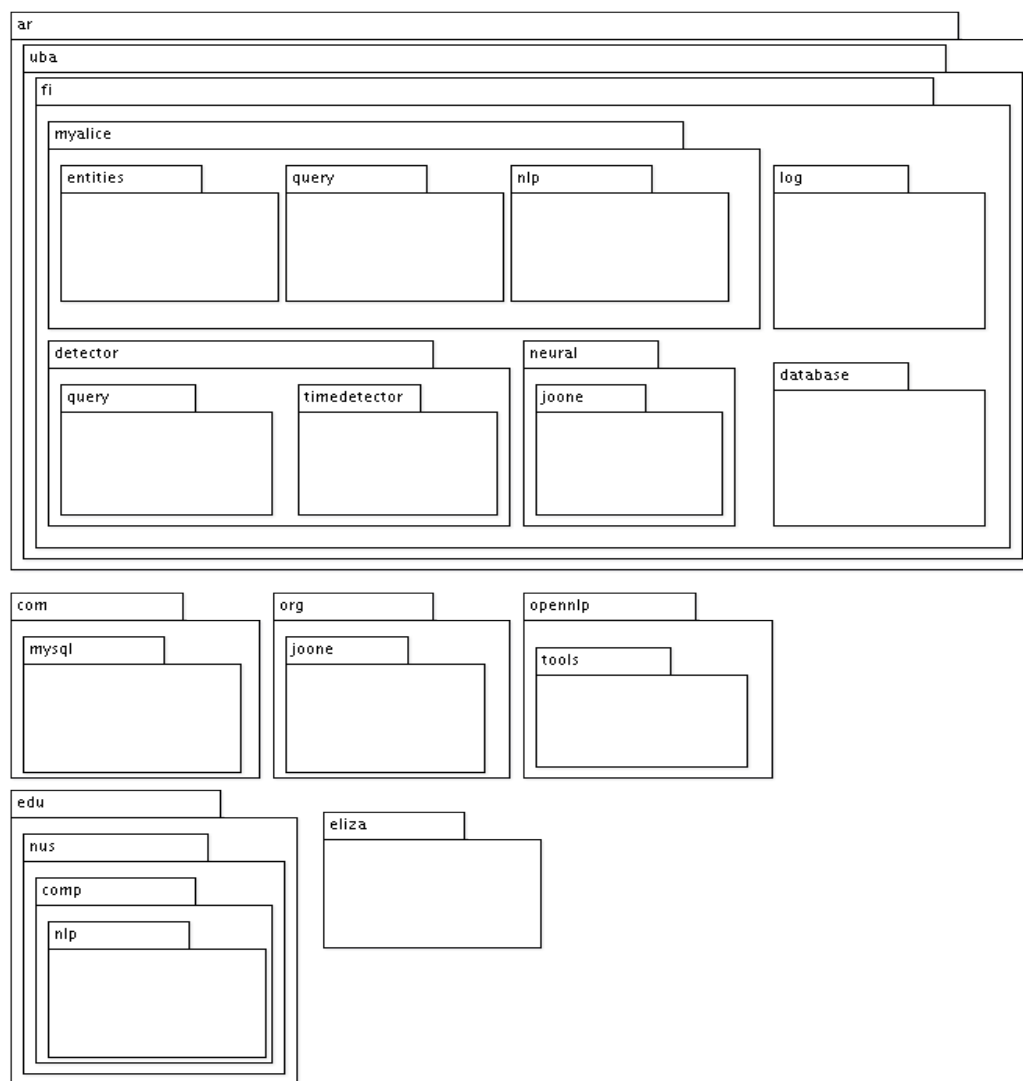 ar
uba
fi
myalice
entities
query
nlp
log
detector
neural
database
query
timedetector
joone
com
org
opennlp
mysql
joone
tools
edu
eliza
nus
comp
nlp